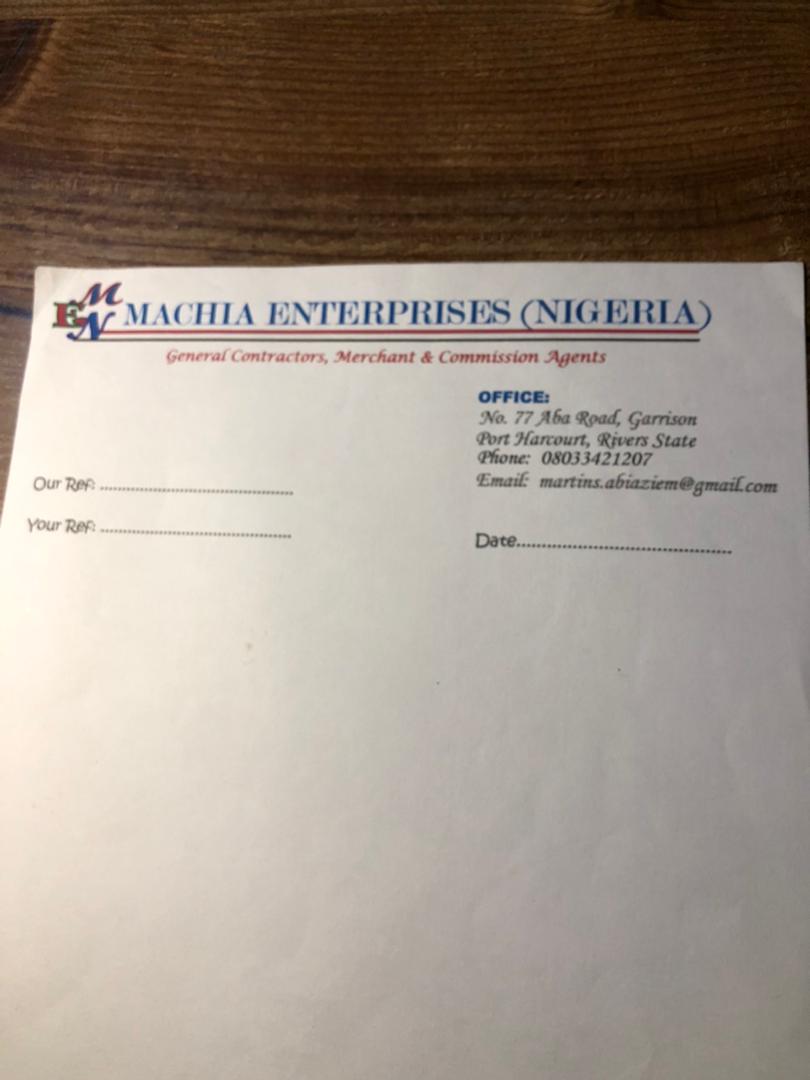 MEN
MACHIA ENTERPRISES (NIGERIA)
General Contractors, Merchant & Commission Agents
OFFICE:
No. 77 Aba Road, Garrison
Port Harcourt, Rivers State
Phone: 08033421207
Email: martins.abiaziem@gmail.com
Our Ref: ........................................
Your Ref: ........................................
Date........................................